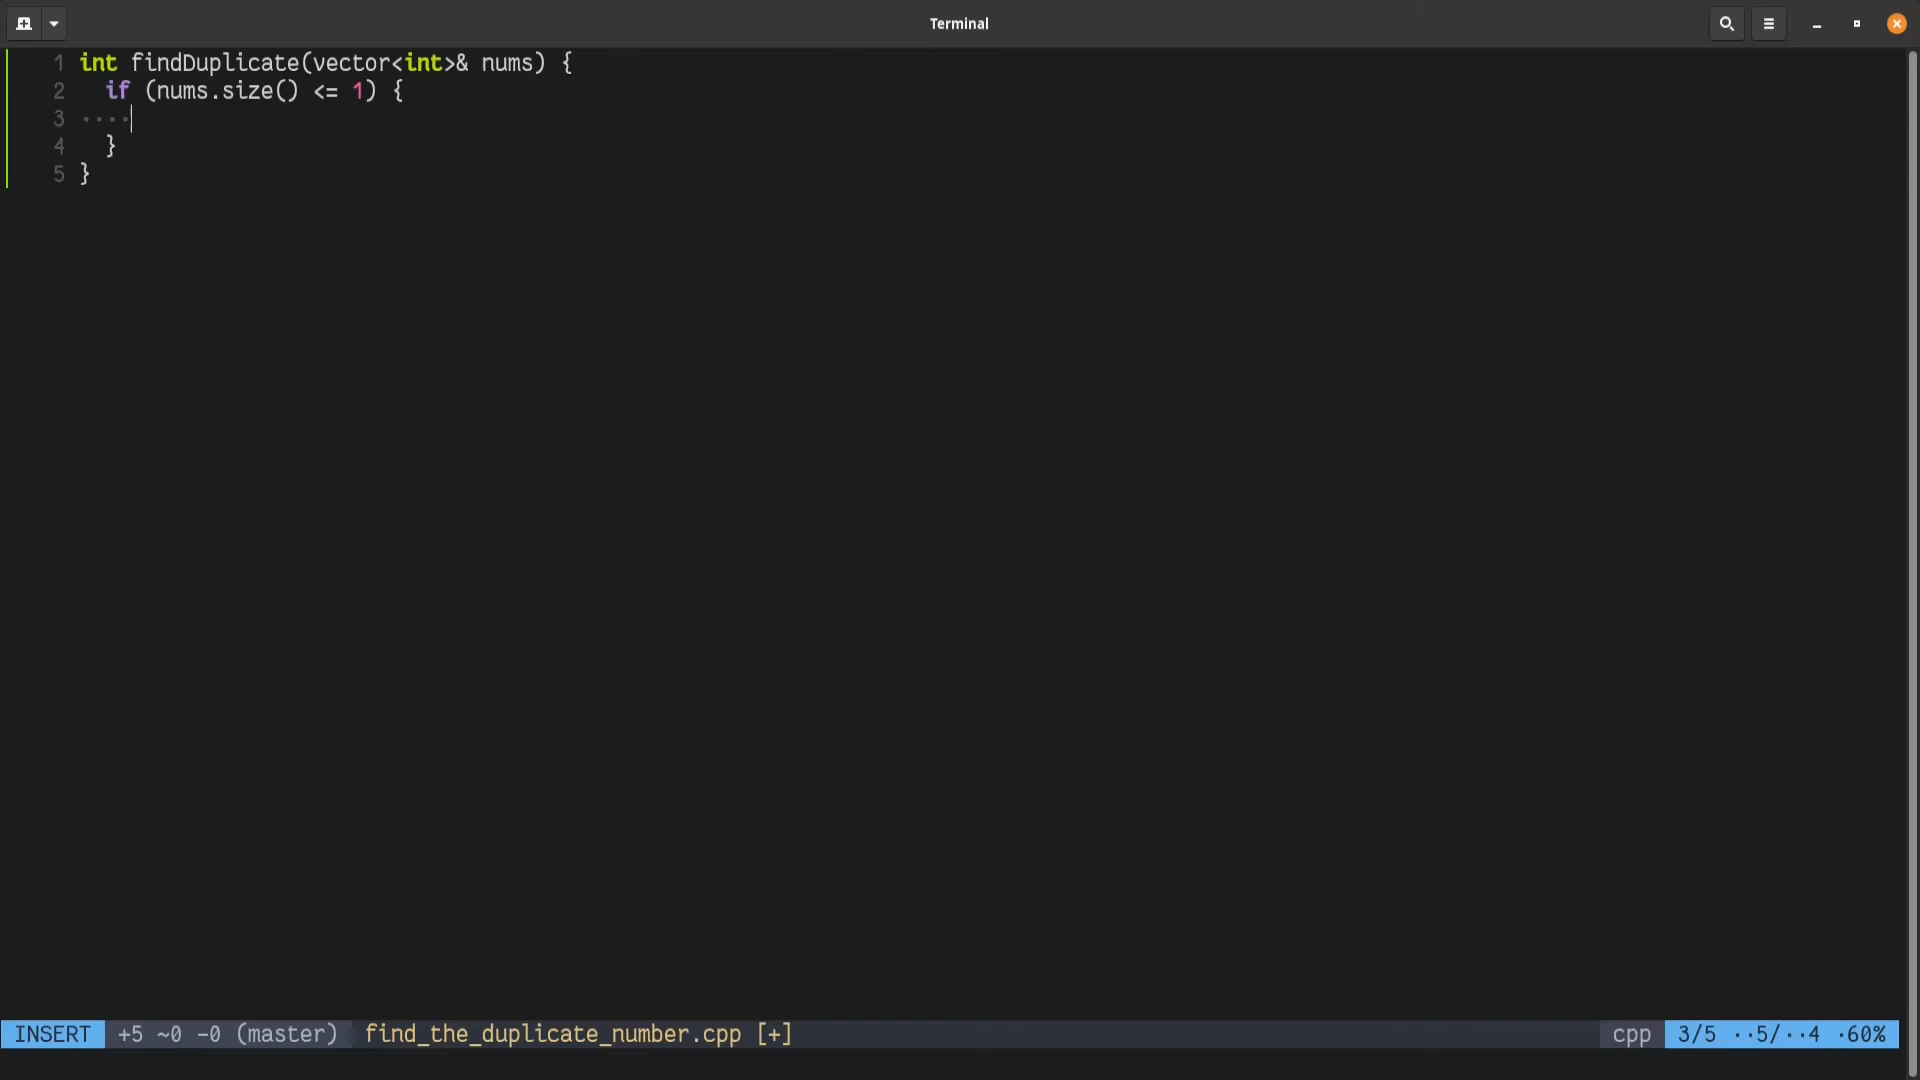 Terminal
1 int findDuplicate(vector<int>& nums) {
2   if (nums.size() <= 1) {
3 ····
4   }
5 }
INSERT +5 ~0 -0 (master) find_the_duplicate_number.cpp [+] cpp 3/5 ··5/··4 ·60%